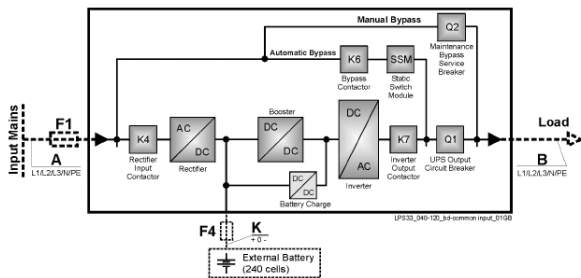 Manual Bypass
Q2
Maintenance
Bypass
Service
Breaker
Automatic Bypass
K6
SSM
Bypass
Contactor
Static
Switch
Module
Input Mains
F1
A
L1/L2/L3/N/PE
K4
Rectifier
Input
Contactor
AC
DC
Rectifier
Booster
DC
DC
DC
DC
Battery Charge
DC
AC
Inverter
K7
Inverter
Output
Contactor
Q1
UPS Output
Circuit Breaker
Load
B
L1/L2/L3/N/PE
LPS33_040-120_bd-common input_01GB
F4
K
+ 0 -
External Battery
(240 cells)